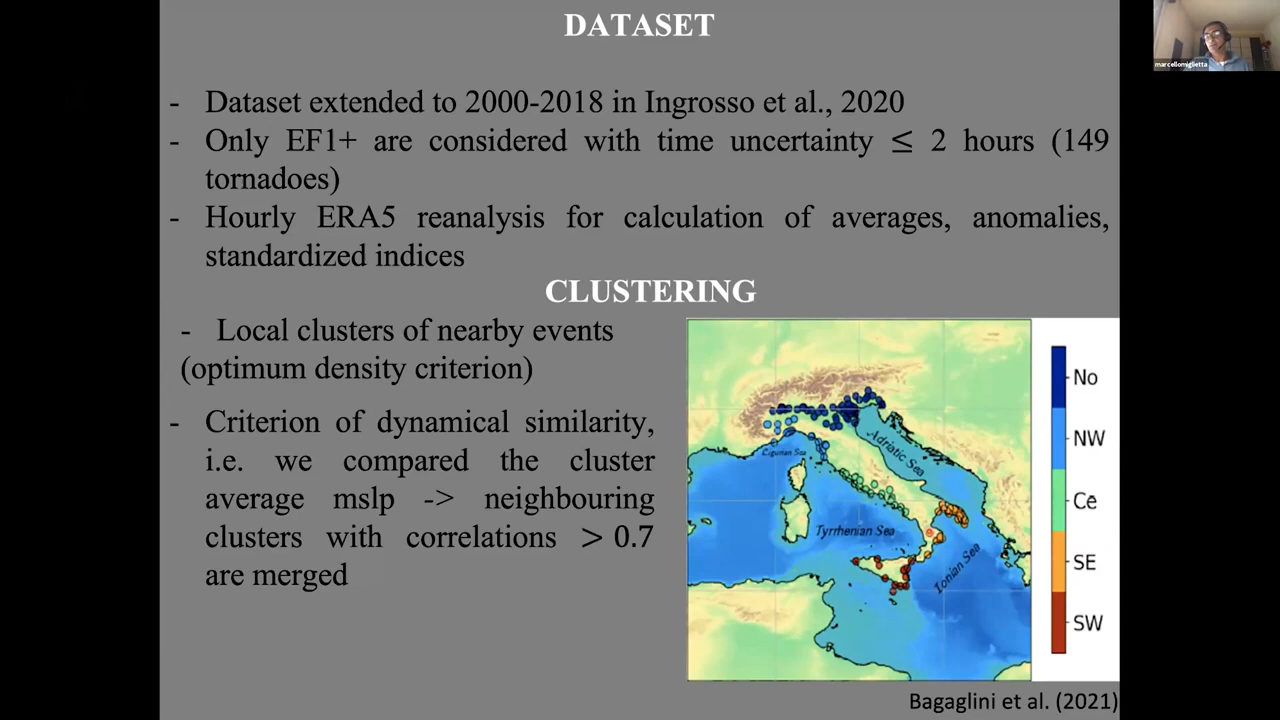 DATASET
marcellomiglietta
- Dataset extended to 2000-2018 in Ingrosso et al., 2020
- Only EF1+ are considered with time uncertainty ≤ 2 hours (149
tornadoes)
- Hourly ERA5 reanalysis for calculation of averages, anomalies,
standardized indices
CLUSTERING
- Local clusters of nearby events
(optimum density criterion)
- Criterion of dynamical similarity,
i.e. we compared the cluster
average mslp -> neighbouring
clusters with correlations > 0.7
are merged
Adriatic Sea
Ligurian Sea
Tyrrhenian Sea
Ionian Sea
No
NW
Ce
SE
SW
Bagaglini et al. (2021)